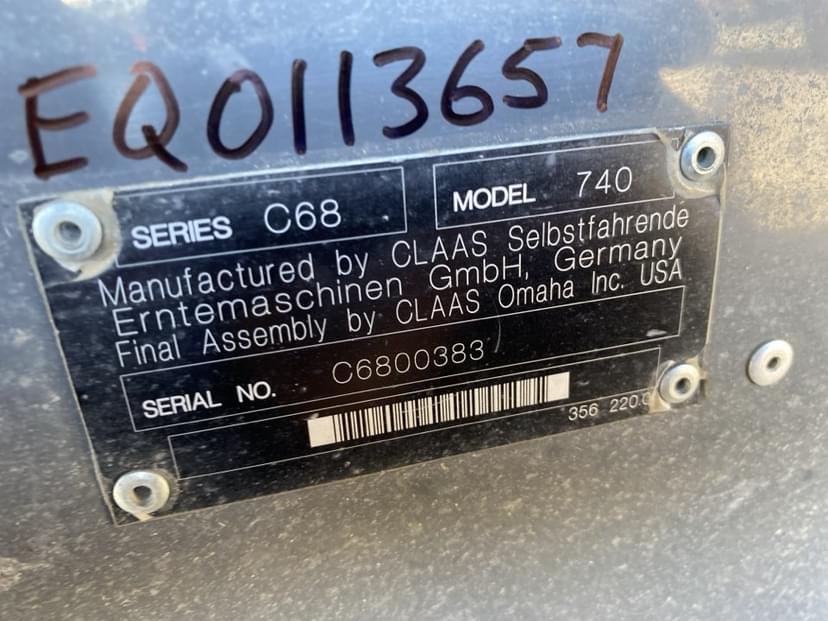 EQ0113657
SERIES C68 MODEL 740
Manufactured by CLAAS Selbstfahrende
Erntemaschinen GmbH, Germany
Final Assembly by CLAAS Omaha Inc. USA
SERIAL NO. C6800383
356